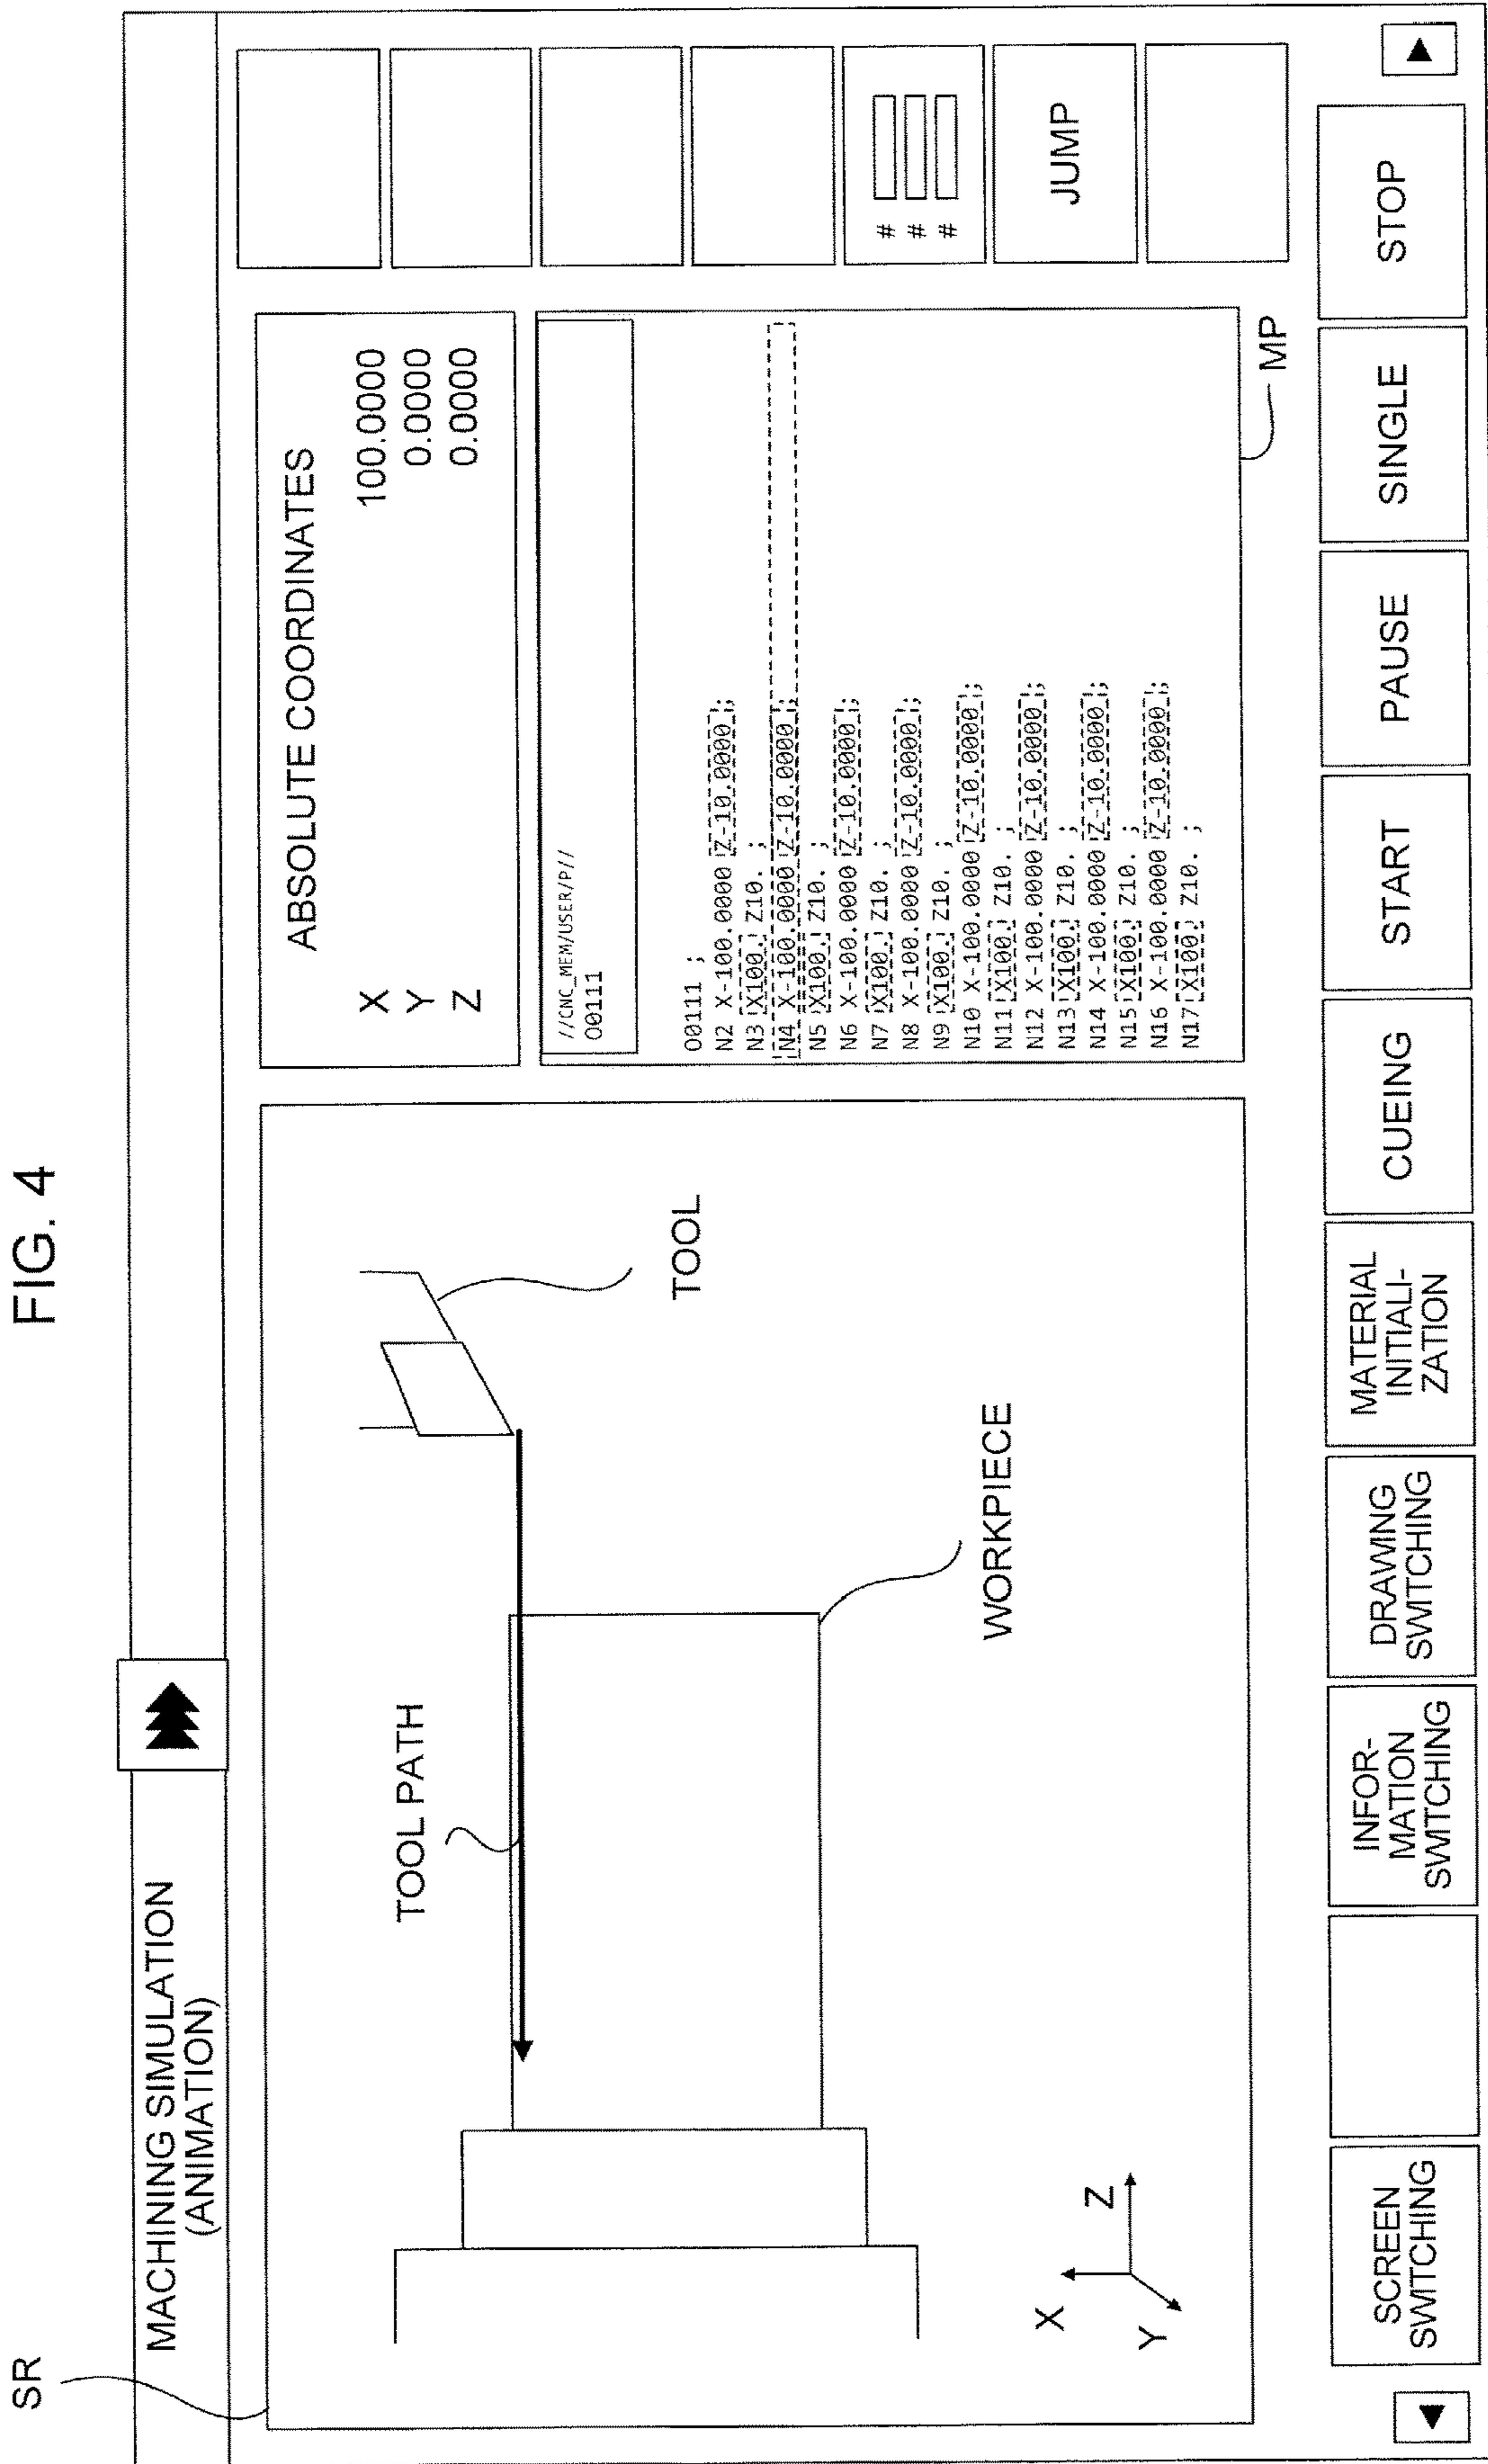 FIG. 4
SR
MACHINING SIMULATION
(ANIMATION)
TOOL PATH
TOOL
WORKPIECE
X
Y
Z
ABSOLUTE COORDINATES
X 100.0000
Y 0.0000
Z 0.0000
//CNC_MEM/USER/P//
O0111
O0111 ;
N2 X-100.0000 Z-10.0000 ;
N3 X100. Z10. ;
N4 X-100.0000 Z-10.0000 ;
N5 X100. Z10. ;
N6 X-100.0000 Z-10.0000 ;
N7 X100. Z10. ;
N8 X-100.0000 Z-10.0000 ;
N9 X100. Z10. ;
N10 X-100.0000 Z-10.0000 ;
N11 X100. Z10. ;
N12 X-100.0000 Z-10.0000 ;
N13 X100. Z10. ;
N14 X-100.0000 Z-10.0000 ;
N15 X100. Z10. ;
N16 X-100.0000 Z-10.0000 ;
N17 X100. Z10. ;
MP
#
#
#
JUMP
SCREEN
SWITCHING
INFOR-
MATION
SWITCHING
DRAWING
SWITCHING
MATERIAL
INITIALI-
ZATION
CUEING
START
PAUSE
SINGLE
STOP